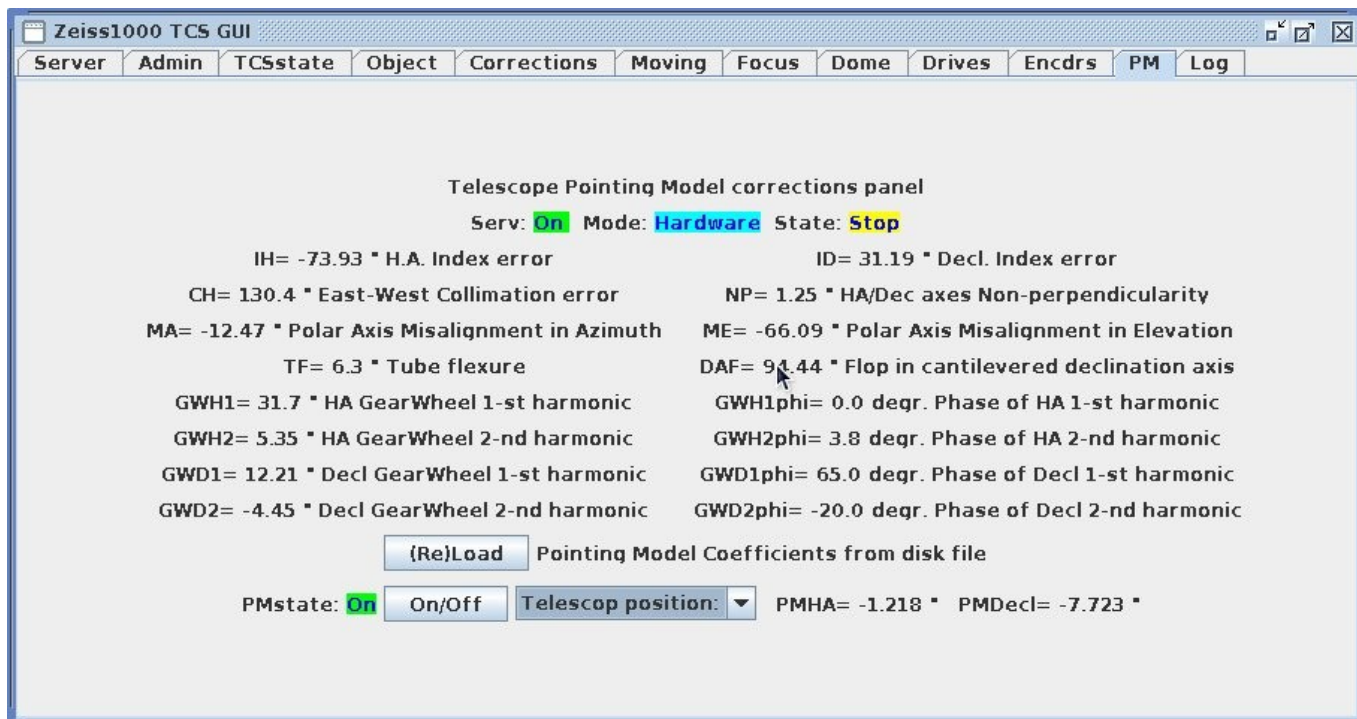 Zeiss1000 TCS GUI
Server Admin TCSstate Object Corrections Moving Focus Dome Drives Encdrs PM Log
Telescope Pointing Model corrections panel
Serv: On Mode: Hardware State: Stop
IH= -73.93 " H.A. Index error ID= 31.19 " Decl. Index error
CH= 130.4 " East-West Collimation error NP= 1.25 " HA/Dec axes Non-perpendicularity
MA= -12.47 " Polar Axis Misalignment in Azimuth ME= -66.09 " Polar Axis Misalignment in Elevation
TF= 6.3 " Tube flexure DAF= 94.44 " Flop in cantilevered declination axis
GWH1= 31.7 " HA GearWheel 1-st harmonic GWH1phi= 0.0 degr. Phase of HA 1-st harmonic
GWH2= 5.35 " HA GearWheel 2-nd harmonic GWH2phi= 3.8 degr. Phase of HA 2-nd harmonic
GWD1= 12.21 " Decl GearWheel 1-st harmonic GWD1phi= 65.0 degr. Phase of Decl 1-st harmonic
GWD2= -4.45 " Decl GearWheel 2-nd harmonic GWD2phi= -20.0 degr. Phase of Decl 2-nd harmonic
(Re)Load Pointing Model Coefficients from disk file
PMstate: On On/Off Telescop position: PMHA= -1.218 " PMDecl= -7.723 "